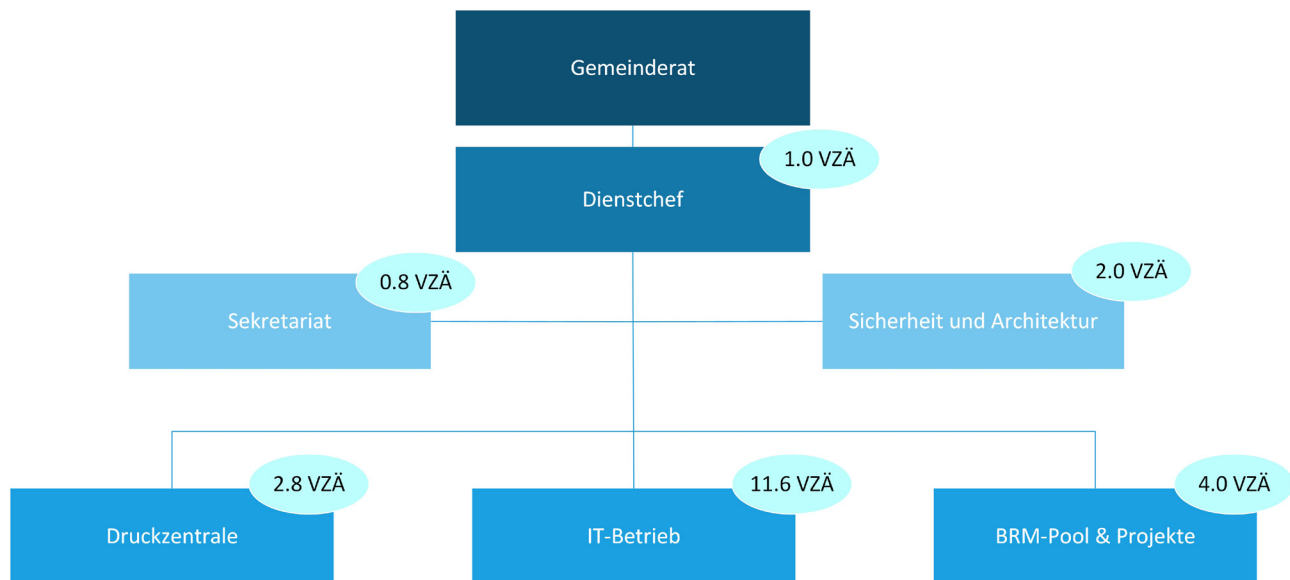 Gemeinderat
1.0 VZÄ
Dienstchef
0.8 VZÄ
Sekretariat
2.0 VZÄ
Sicherheit und Architektur
2.8 VZÄ
Druckzentrale
11.6 VZÄ
IT-Betrieb
4.0 VZÄ
BRM-Pool & Projekte